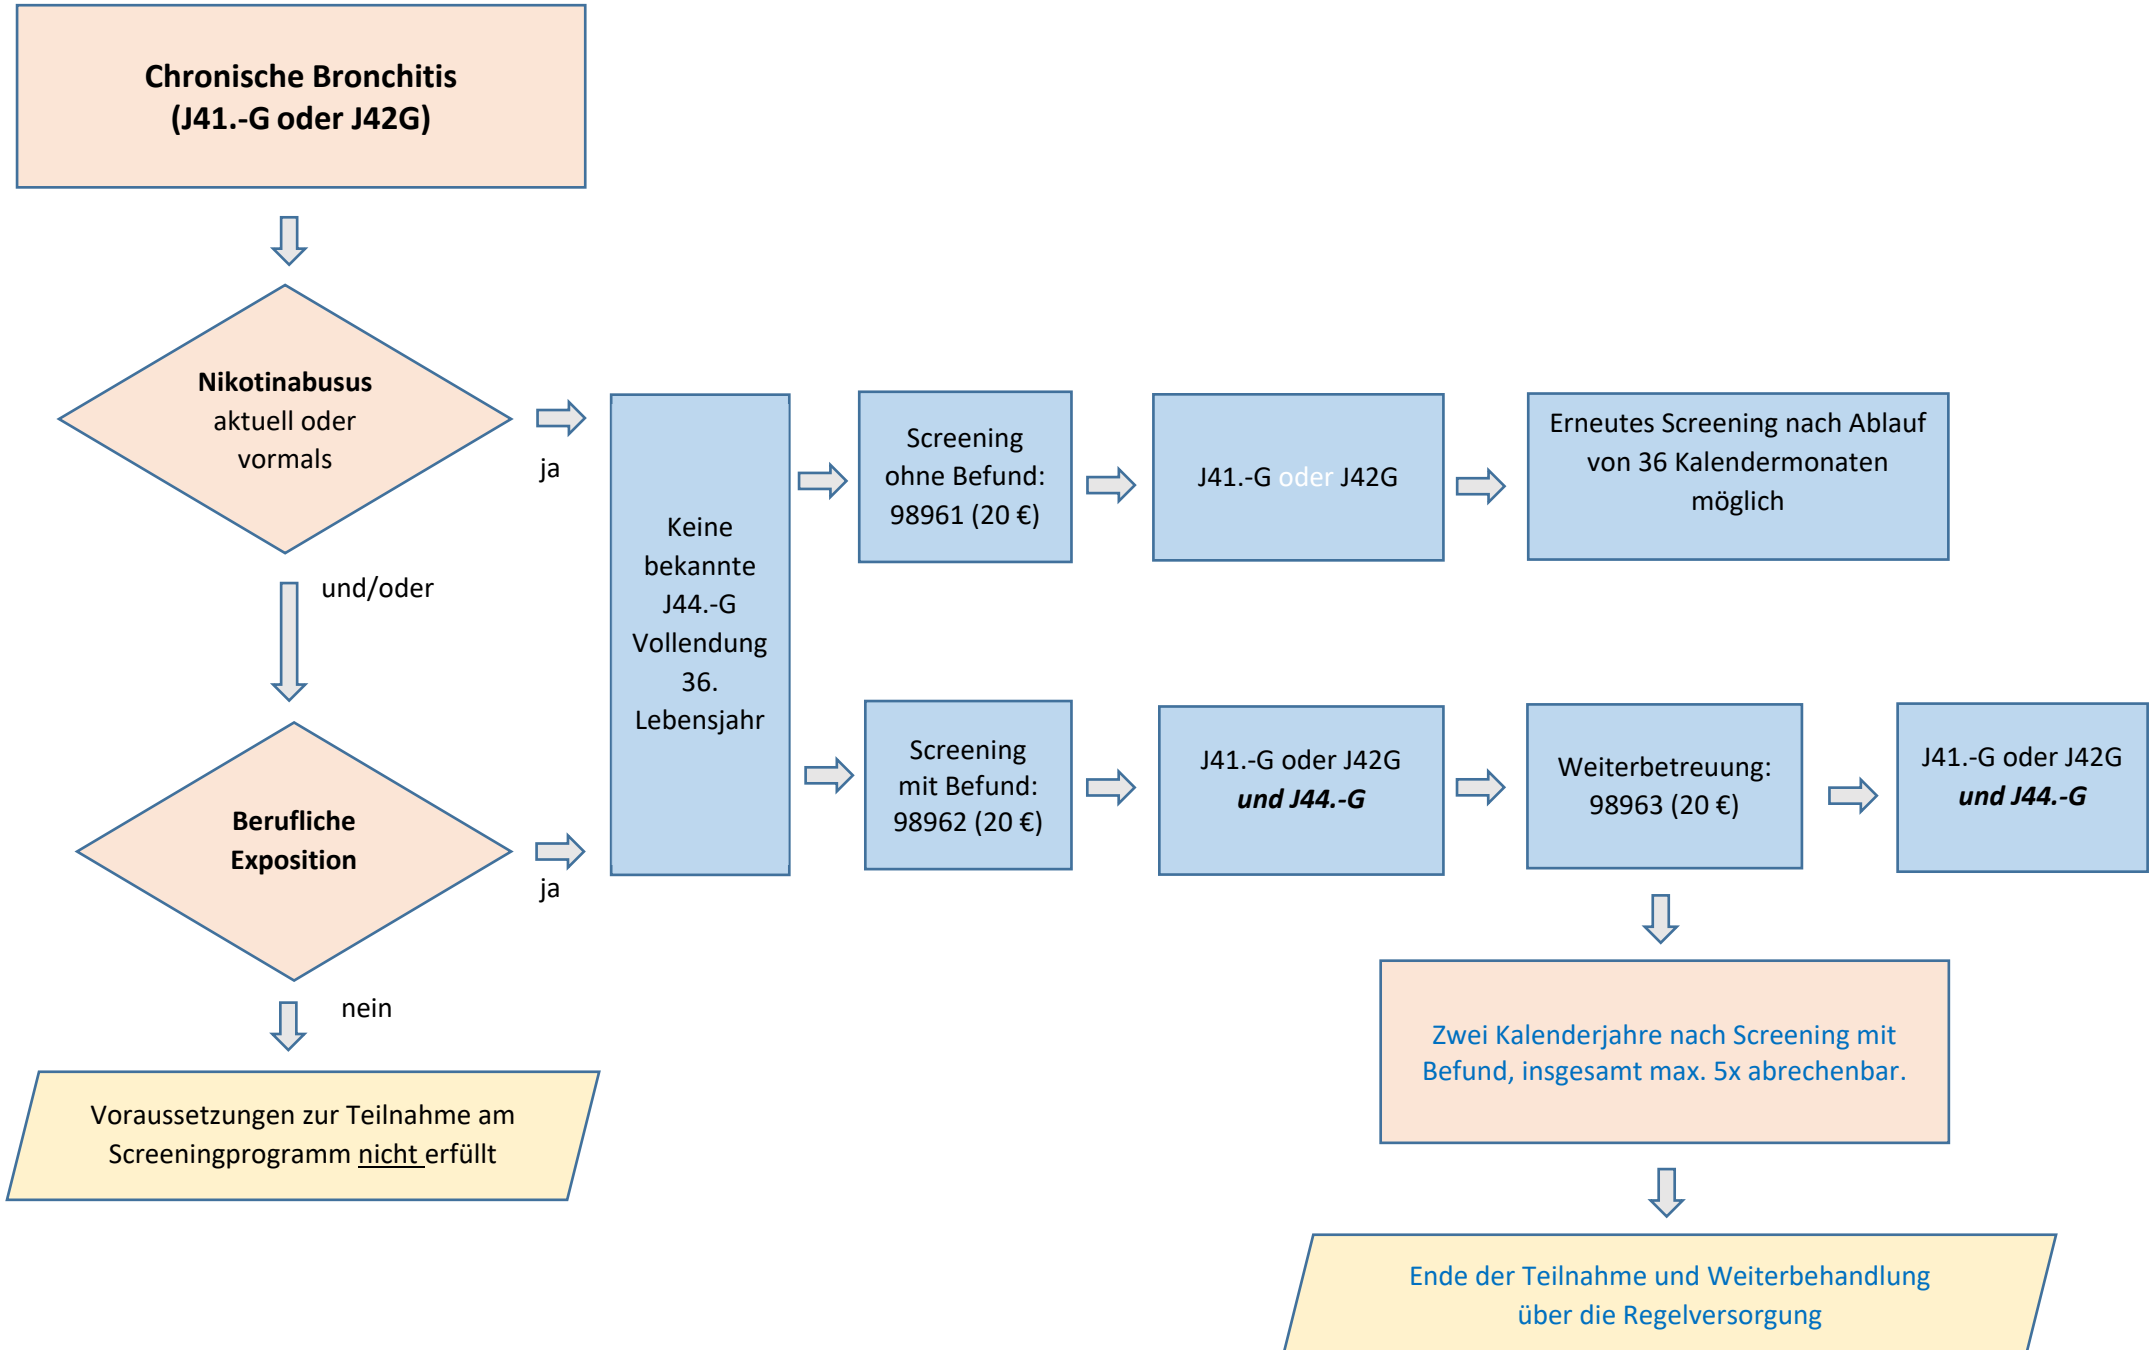 Chronische Bronchitis
(J41.-G oder J42G)
Nikotinabusus
aktuell oder
vormals
ja
und/oder
Berufliche
Exposition
ja
nein
Voraussetzungen zur Teilnahme am
Screeningprogramm nicht erfüllt
Keine
bekannte
J44.-G
Vollendung
36.
Lebensjahr
Screening
ohne Befund:
98961 (20 €)
J41.-G oder J42G
Erneutes Screening nach Ablauf
von 36 Kalendermonaten
möglich
Screening
mit Befund:
98962 (20 €)
J41.-G oder J42G
und J44.-G
Weiterbetreuung:
98963 (20 €)
J41.-G oder J42G
und J44.-G
Zwei Kalenderjahre nach Screening mit
Befund, insgesamt max. 5x abrechenbar.
Ende der Teilnahme und Weiterbehandlung
über die Regelversorgung